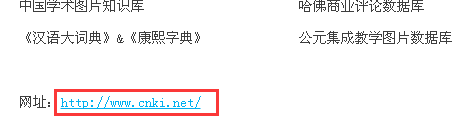 中国学术图片知识库 哈佛商业评论数据库
《汉语大词典》&《康熙字典》 公元集成教学图片数据库
网址：http://www.cnki.net/